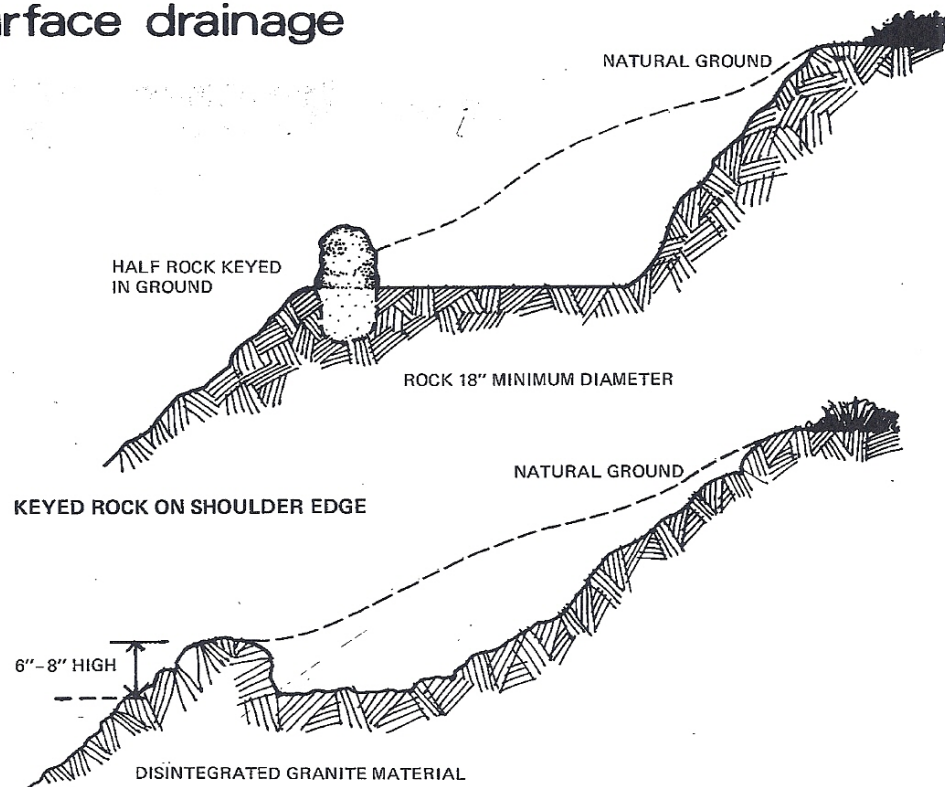 rface drainage
NATURAL GROUND
HALF ROCK KEYED
IN GROUND
ROCK 18" MINIMUM DIAMETER
NATURAL GROUND
KEYED ROCK ON SHOULDER EDGE
6"-8" HIGH
DISINTEGRATED GRANITE MATERIAL